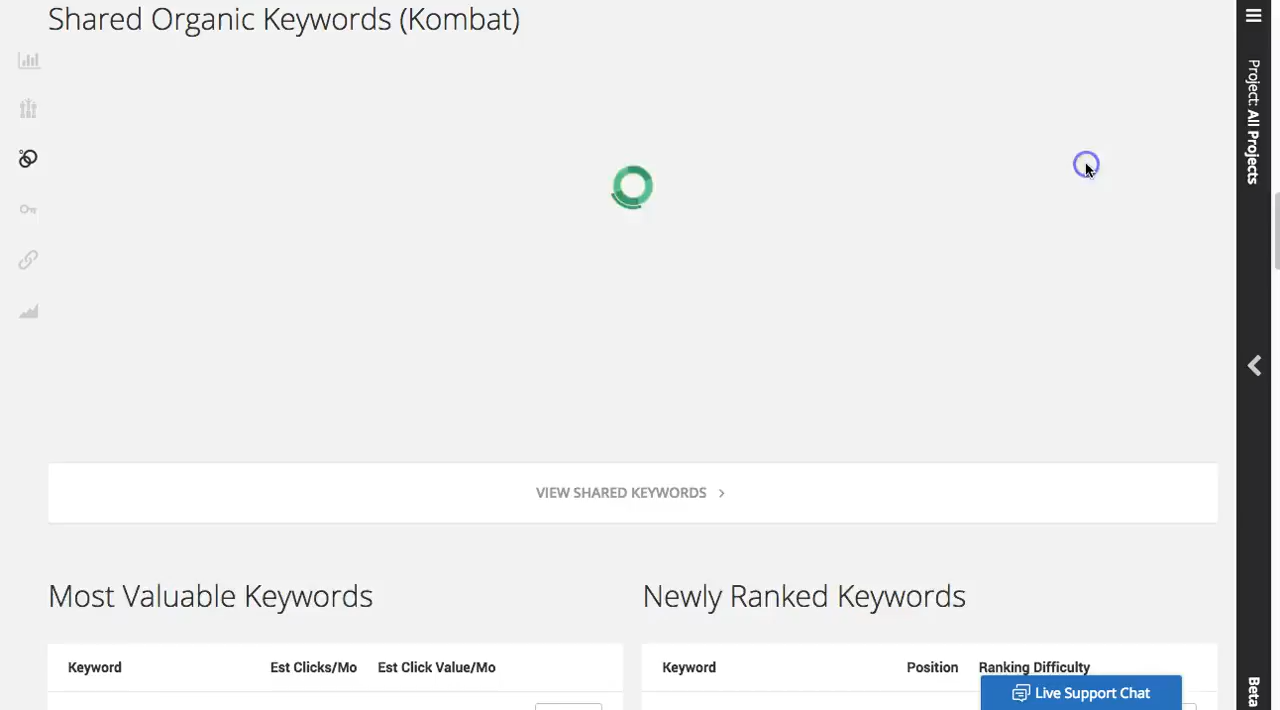 Shared Organic Keywords (Kombat)
Project: All Projects
VIEW SHARED KEYWORDS
Most Valuable Keywords
Newly Ranked Keywords
Keyword Est Clicks/Mo Est Click Value/Mo
Keyword Position Ranking Difficulty
Live Support Chat
Beta